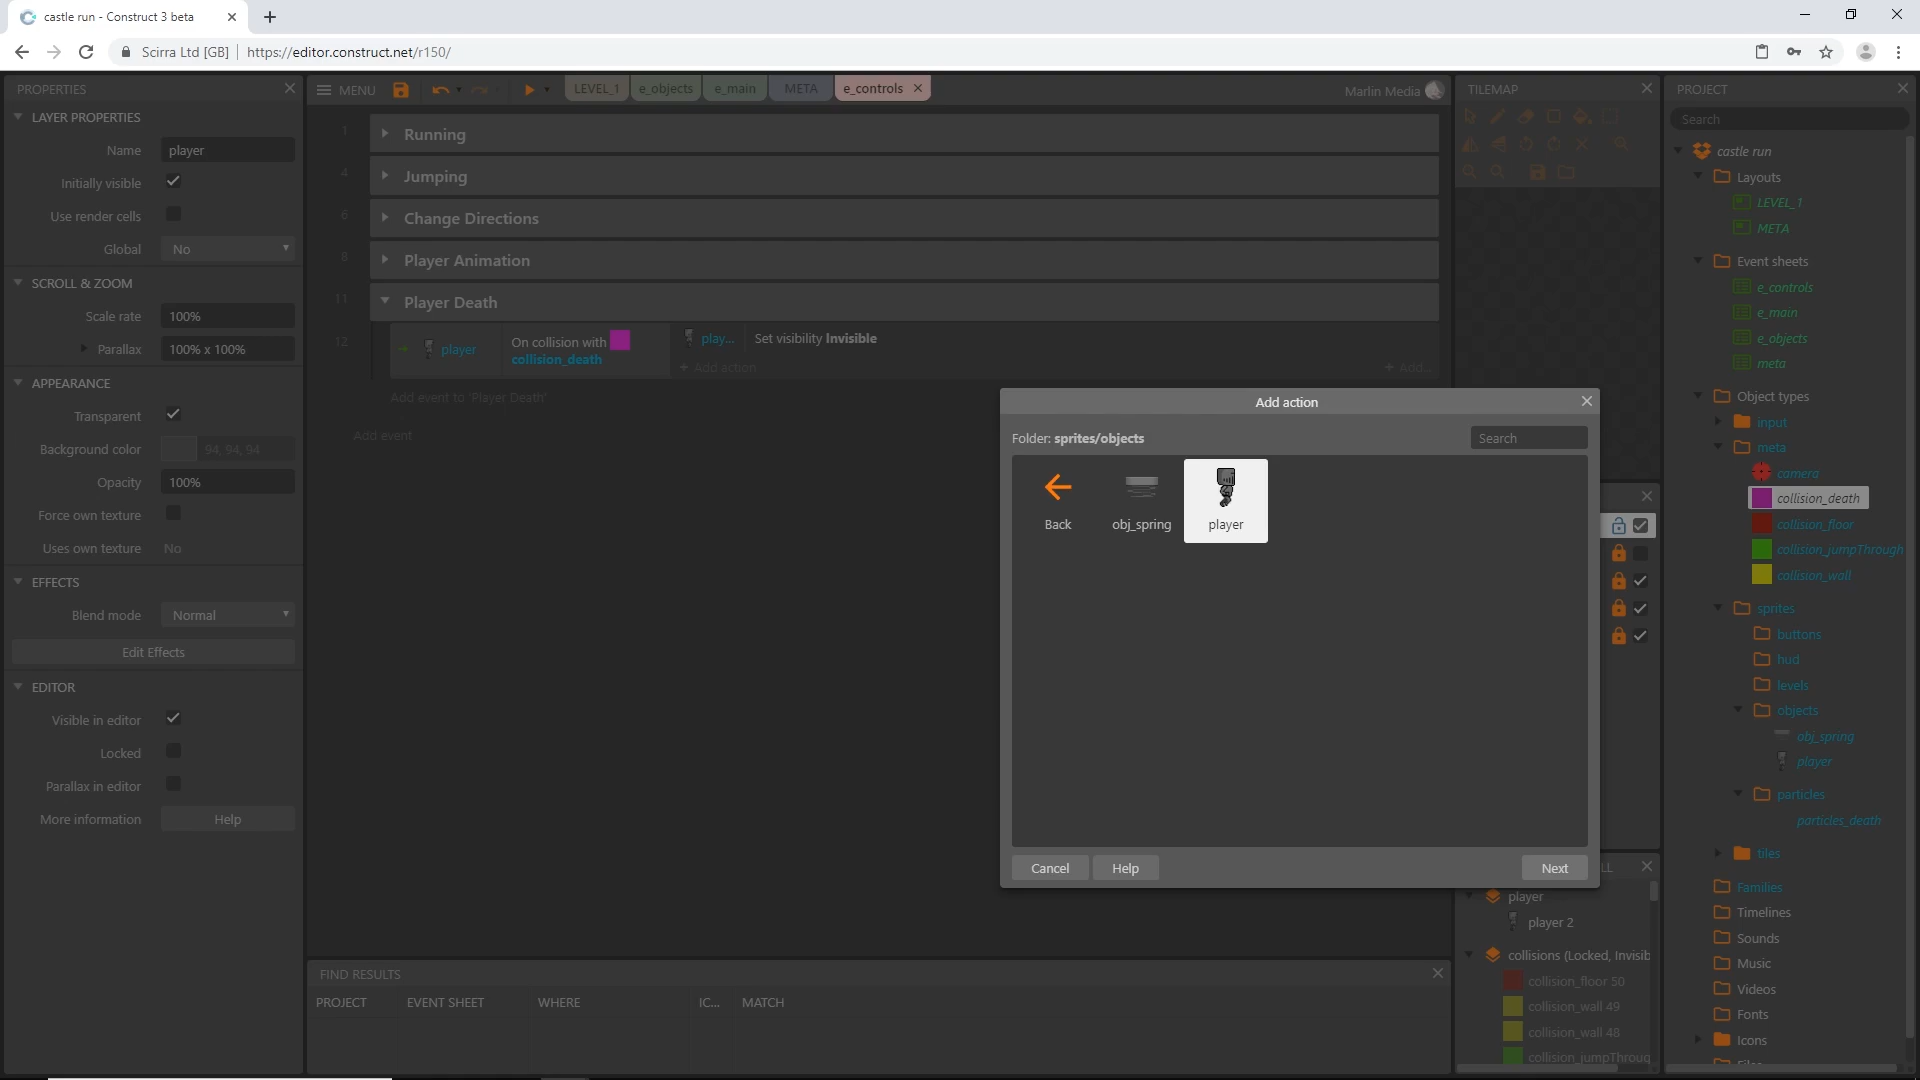 castle run - Construct 3 beta
Scirra Ltd [GB] https://editor.construct.net/r150/
PROPERTIES
LAYER PROPERTIES
Name player
Initially visible
Use render cells
Global No
SCROLL & ZOOM
Scale rate 100%
Parallax 100% x 100%
APPEARANCE
Transparent
Background color 94, 94, 94
Opacity 100%
Force own texture
Uses own texture No
EFFECTS
Blend mode Normal
Edit Effects
EDITOR
Visible in editor
Locked
Parallax in editor
More information Help
MENU
LEVEL_1 e_objects e_main META e_controls
Marlin Media
1 Running
4 Jumping
6 Change Directions
8 Player Animation
11 Player Death
12 player On collision with collision_death play... Set visibility Invisible
+ Add action + Add...
Add event to 'Player Death'
Add event
Add action
Folder: sprites/objects Search
Back obj_spring player
Cancel Help Next
FIND RESULTS
PROJECT EVENT SHEET WHERE IC... MATCH
TILEMAP
LL
player
player 2
collisions (Locked, Invisib
collision_floor 50
collision_wall 49
collision_wall 48
collision_jumpThroug
PROJECT
Search
castle run
Layouts
LEVEL_1
META
Event sheets
e_controls
e_main
e_objects
meta
Object types
input
meta
camera
collision_death
collision_floor
collision_jumpThrough
collision_wall
sprites
buttons
hud
levels
objects
obj_spring
player
particles
particles_death
tiles
Families
Timelines
Sounds
Music
Videos
Fonts
Icons